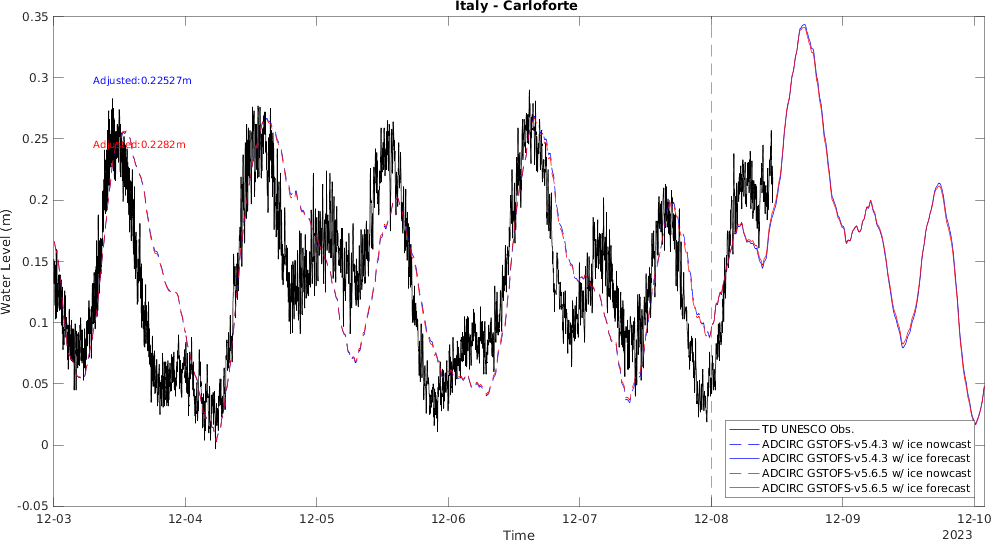 Italy - Carloforte
0.35
0.3
0.25
0.2
0.15
0.1
0.05
0
-0.05
Water Level (m)
Adjusted:0.22527m
Adjusted:0.2282m
TD UNESCO Obs.
ADCIRC GSTOFS-v5.4.3 w/ ice nowcast
ADCIRC GSTOFS-v5.4.3 w/ ice forecast
ADCIRC GSTOFS-v5.6.5 w/ ice nowcast
ADCIRC GSTOFS-v5.6.5 w/ ice forecast
12-03 12-04 12-05 12-06 12-07 12-08 12-09 12-10
Time
2023